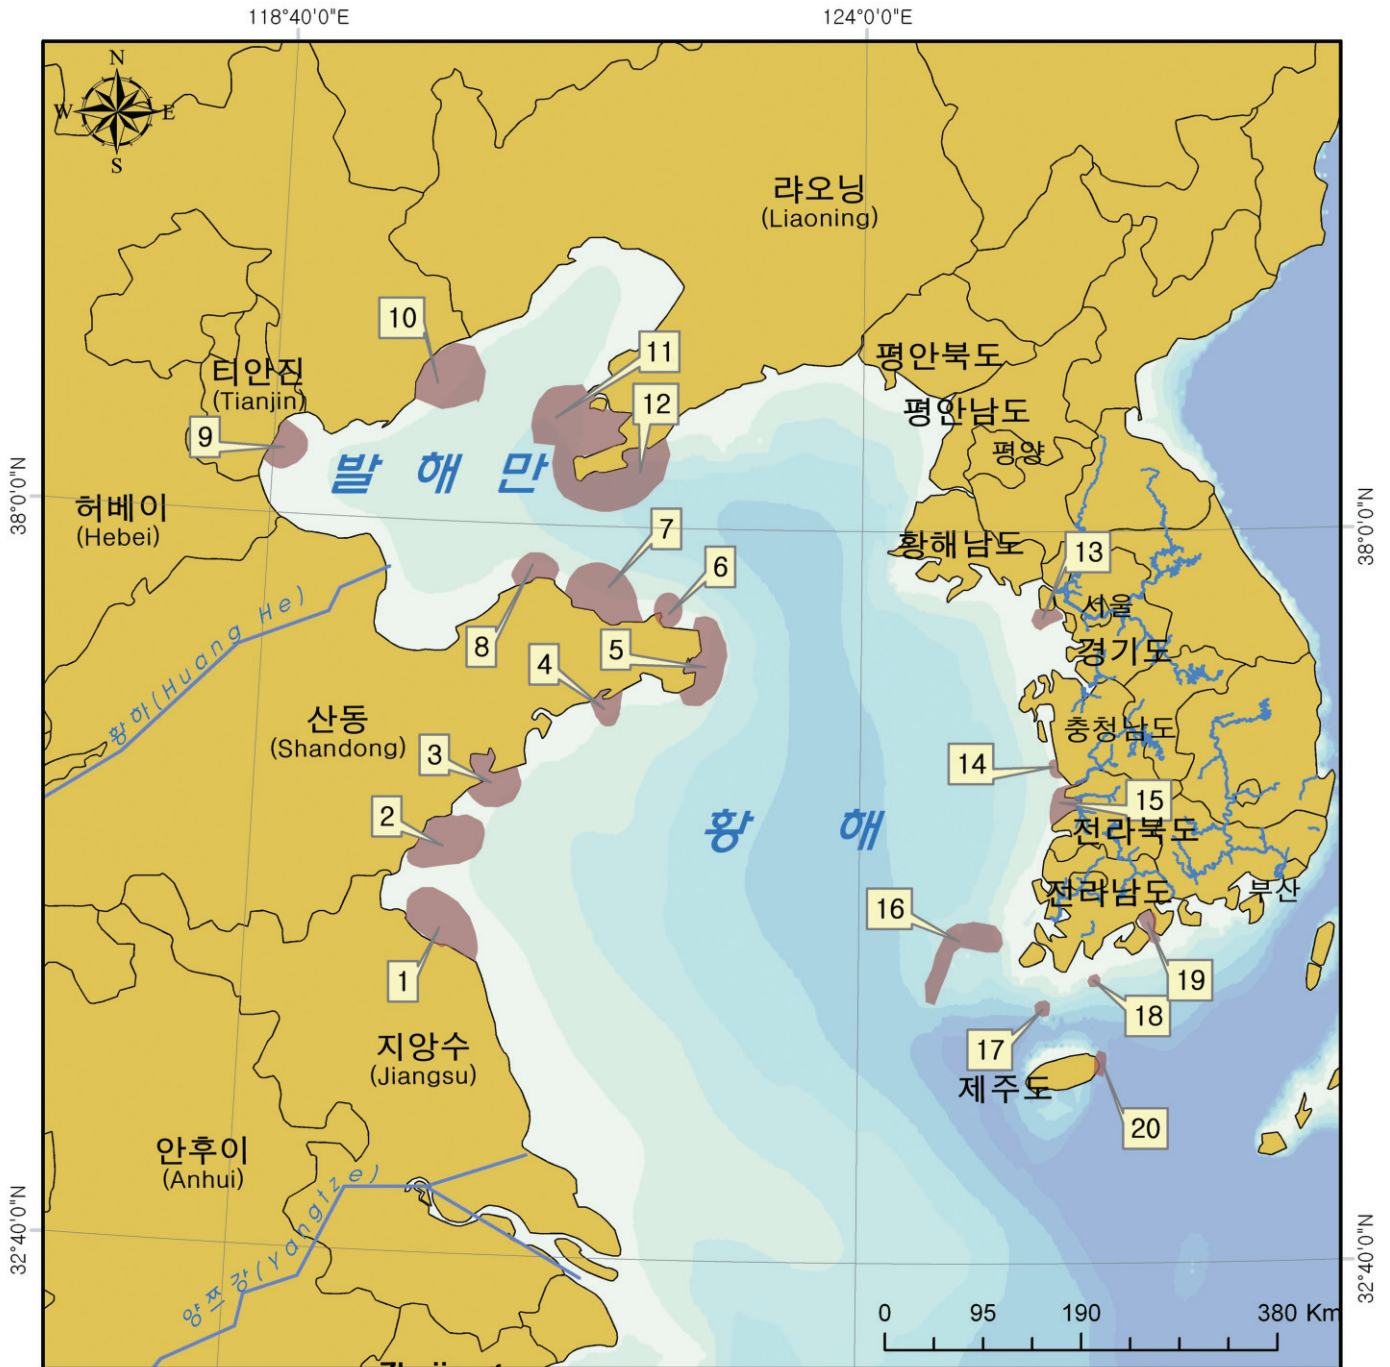 118°40'0"E
124°0'0"E
N
W
E
S
랴오닝
(Liaoning)
10
11
평안북도
티안진
(Tianjin)
12
평안남도
9
평양
발 해 만
38°0'0"N
38°0'0"N
허베이
(Hebei)
7
황해남도
13
6
서울
황하(Huang He)
8
5
경기도
4
산동
(Shandong)
충청남도
3
14
15
2
황 해
전라북도
전라남도
부산
16
1
19
18
17
지앙수
(Jiangsu)
제주도
20
안후이
(Anhui)
양쯔강(Yangtze)
32°40'0"N
32°40'0"N
0 95 190 380 Km